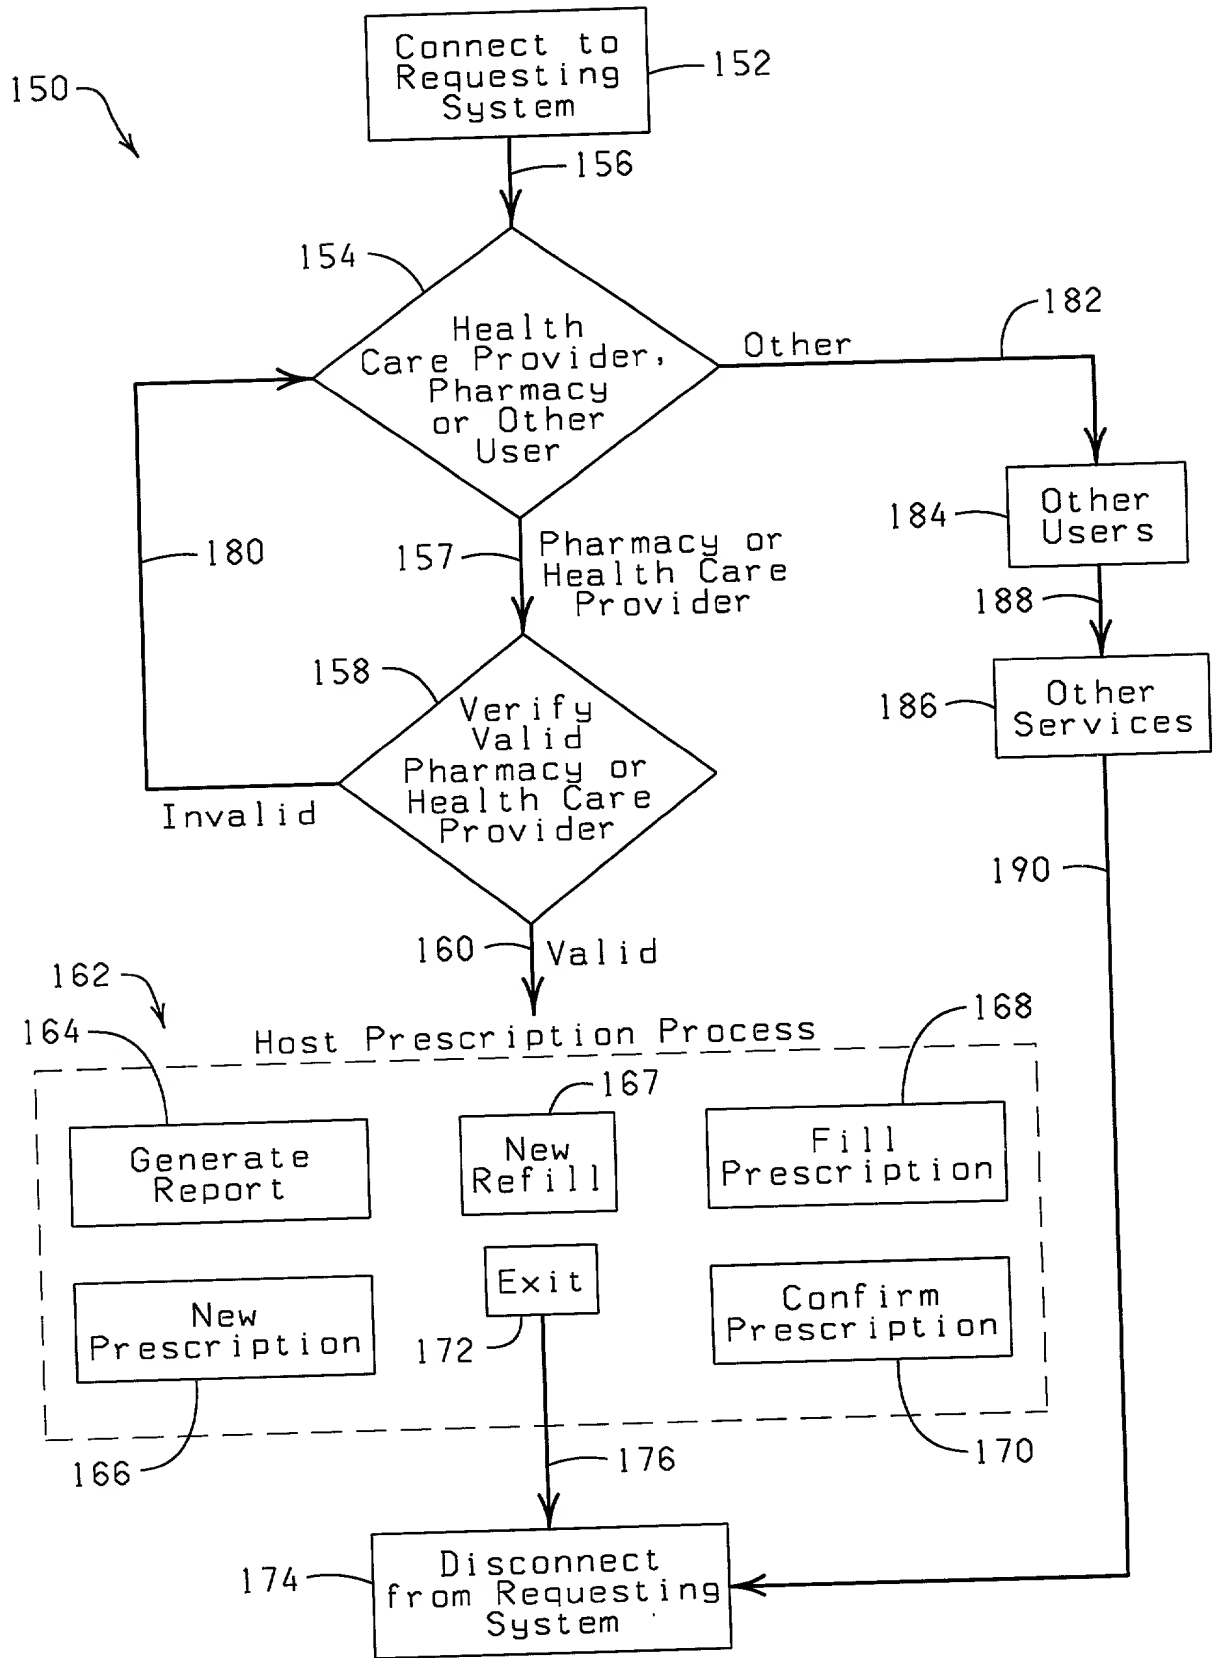 Connect to
Requesting
System
152
150
156
154
Health
Care Provider,
Pharmacy
or Other
User
Other
182
180
157
Pharmacy or
Health Care
Provider
184
Other
Users
188
158
Verify
Valid
Pharmacy or
Health Care
Provider
186
Other
Services
Invalid
190
160
Valid
162
164
Host Prescription Process
168
167
Generate
Report
New
Refill
Fill
Prescription
New
Prescription
Exit
Confirm
Prescription
172
166
176
170
174
Disconnect
from Requesting
System